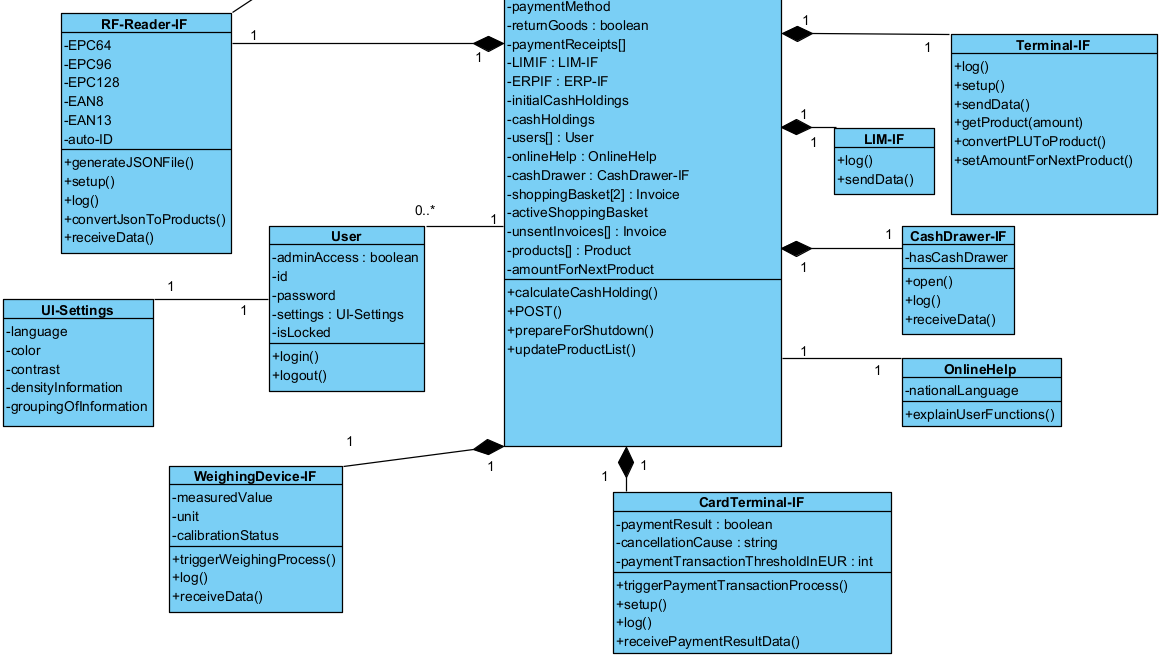 RF-Reader-IF
-EPC64
-EPC96
-EPC128
-EAN8
-EAN13
-auto-ID
+generateJSONFile()
+setup()
+log()
+convertJsonToProducts()
+receiveData()
1
1
-paymentMethod
-returnGoods : boolean
-paymentReceipts[]
-LIMIF : LIM-IF
-ERPIF : ERP-IF
-initialCashHoldings
-cashHoldings
-users[] : User
-onlineHelp : OnlineHelp
-cashDrawer : CashDrawer-IF
-shoppingBasket[2] : Invoice
-activeShoppingBasket
-unsentInvoices[] : Invoice
-products[] : Product
-amountForNextProduct
+calculateCashHolding()
+POST()
+prepareForShutdown()
+updateProductList()
1
1
Terminal-IF
+log()
+setup()
+sendData()
+getProduct(amount)
+convertPLUToProduct()
+setAmountForNextProduct()
1
1
LIM-IF
+log()
+sendData()
0..*
1
User
-adminAccess : boolean
-id
-password
-settings : UI-Settings
-isLocked
+login()
+logout()
1
1
CashDrawer-IF
-hasCashDrawer
+open()
+log()
+receiveData()
1
1
UI-Settings
-language
-color
-contrast
-densityInformation
-groupingOfInformation
1
1
OnlineHelp
-nationalLanguage
+explainUserFunctions()
1
1
WeighingDevice-IF
-measuredValue
-unit
-calibrationStatus
+triggerWeighingProcess()
+log()
+receiveData()
1
1
CardTerminal-IF
-paymentResult : boolean
-cancellationCause : string
-paymentTransactionThresholdInEUR : int
+triggerPaymentTransactionProcess()
+setup()
+log()
+receivePaymentResultData()